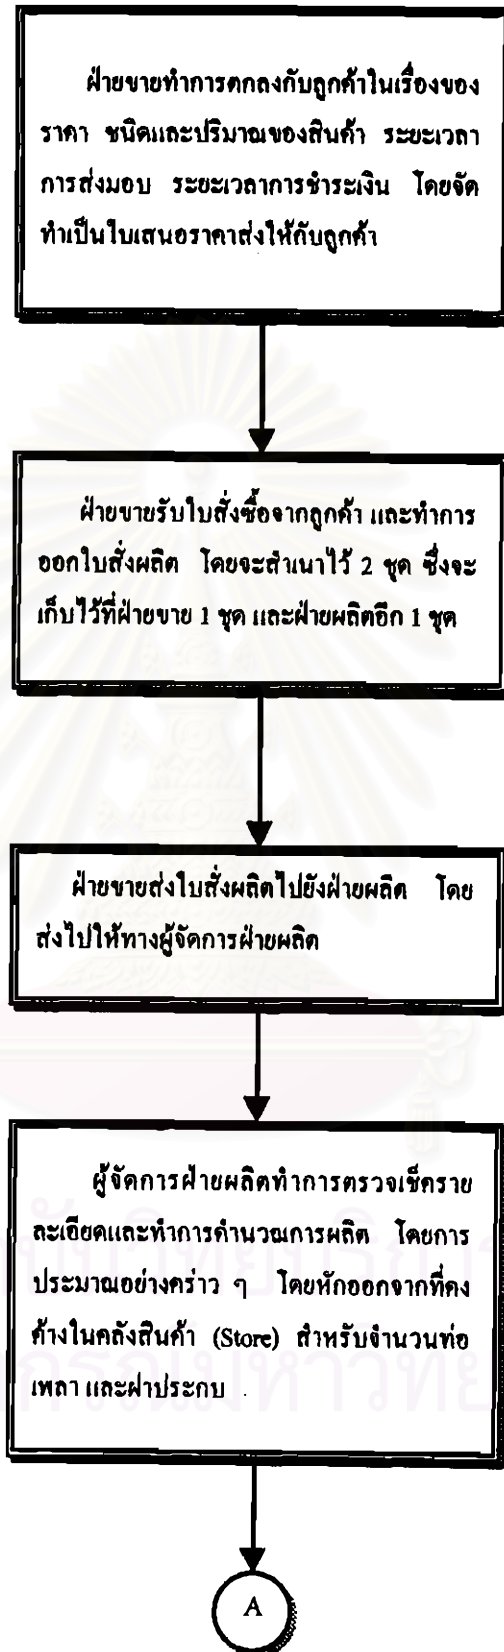 ฝ่ายขายทำการตกลงกับลูกค้าในเรื่องของ
ราคา ชนิดและปริมาณของสินค้า ระยะเวลา
การส่งมอบ ระยะเวลาการชำระเงิน โดยจัด
ทำเป็นใบเสนอราคาส่งให้กับลูกค้า
ฝ่ายขายรับใบสั่งซื้อจากลูกค้า และทำการ
ออกใบสั่งผลิต โดยจะสำเนาไว้ 2 ชุด ซึ่งจะ
เก็บไว้ที่ฝ่ายขาย 1 ชุด และฝ่ายผลิตอีก 1 ชุด
ฝ่ายขายส่งใบสั่งผลิตไปยังฝ่ายผลิต โดย
ส่งไปให้ทางผู้จัดการฝ่ายผลิต
ผู้จัดการฝ่ายผลิตทำการตรวจเช็คราย
ละเอียดและทำการคำนวณการผลิต โดยการ
ประมาณอย่างคร่าว ๆ โดยหักออกจากที่คง
ค้างในคลังสินค้า (Store) สำหรับจำนวนท่อ
เพลา และฝาประกบ
A